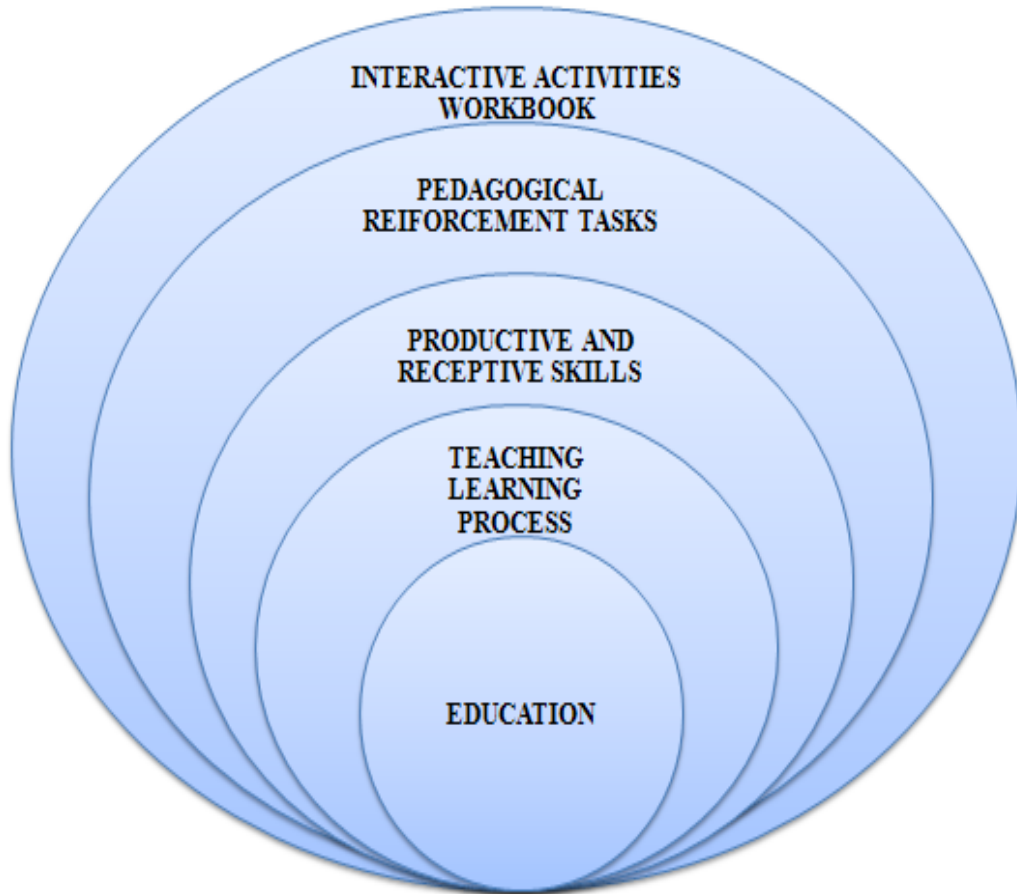 INTERACTIVE ACTIVITIES
WORKBOOK
PEDAGOGICAL
REIFORCEMENT TASKS
PRODUCTIVE AND
RECEPTIVE SKILLS
TEACHING
LEARNING
PROCESS
EDUCATION